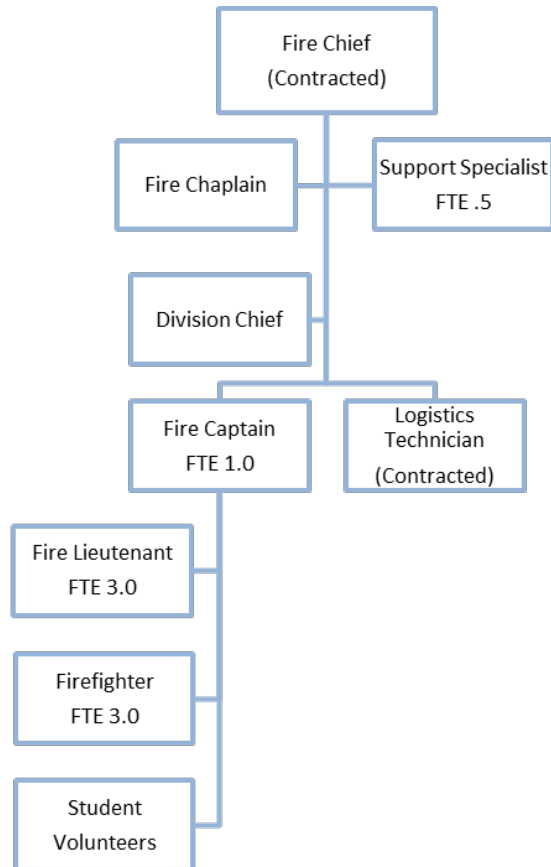 Fire Chief
(Contracted)
Fire Chaplain
Support Specialist
FTE .5
Division Chief
Fire Captain
FTE 1.0
Logistics
Technician
(Contracted)
Fire Lieutenant
FTE 3.0
Firefighter
FTE 3.0
Student
Volunteers